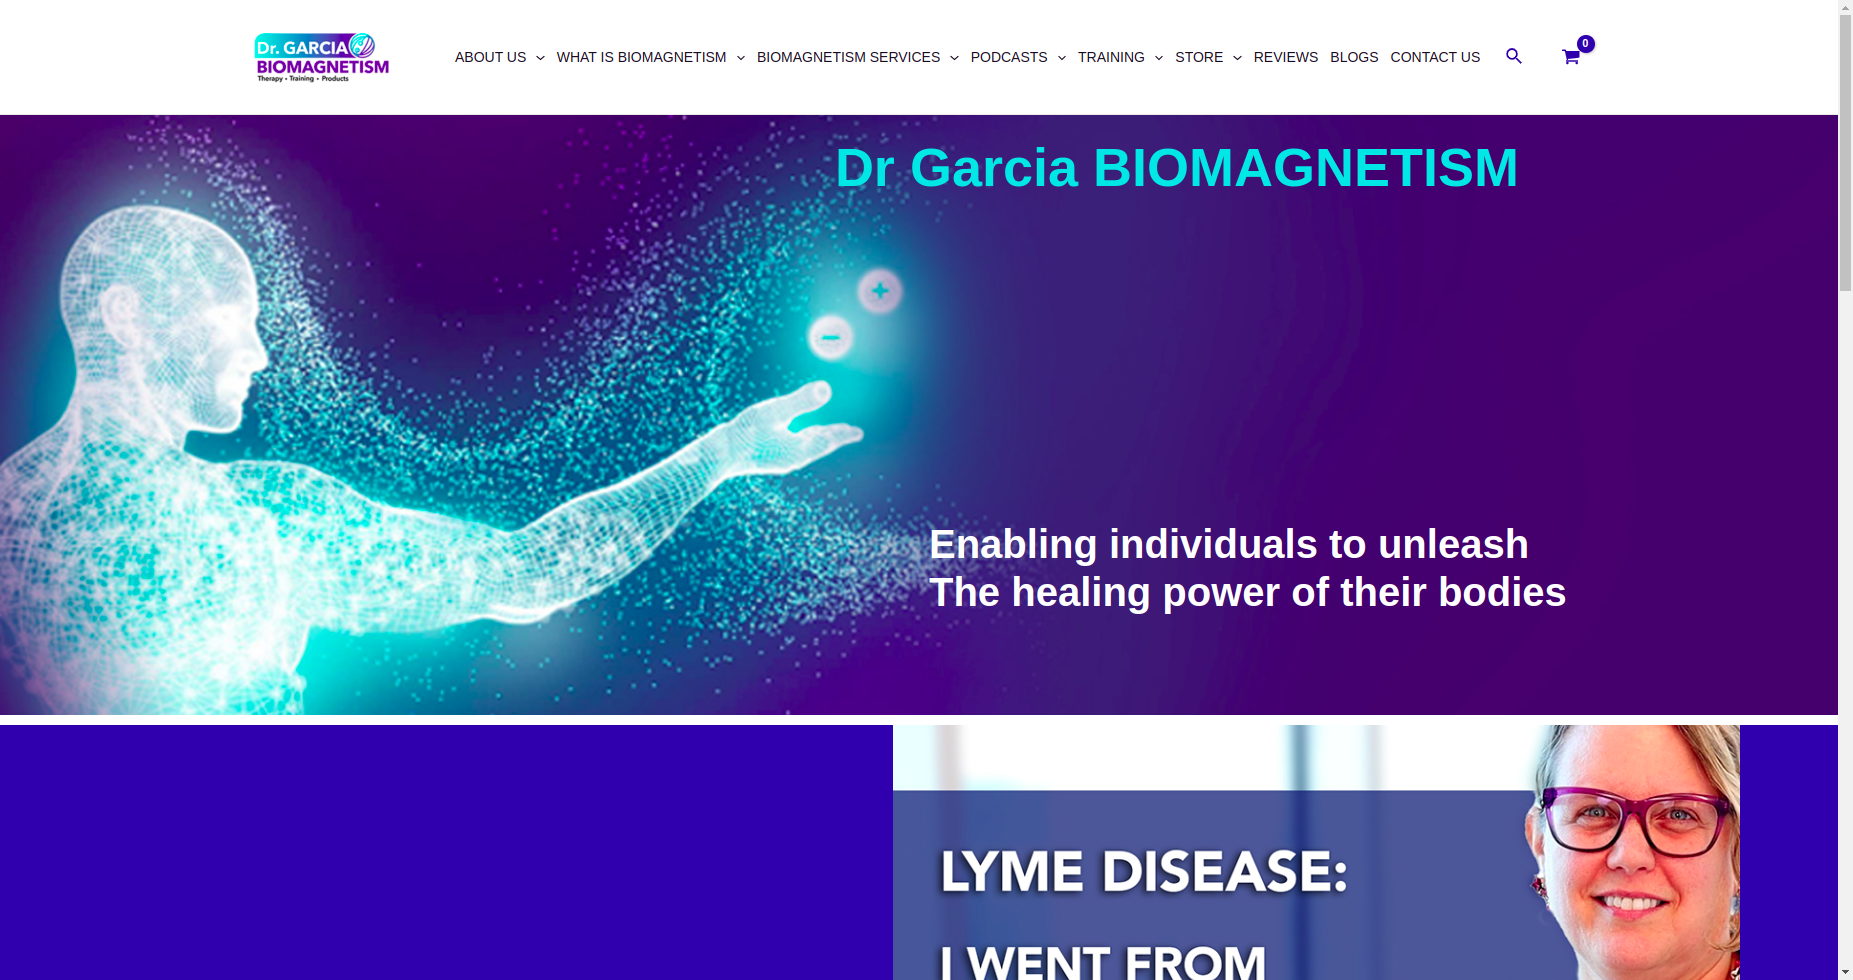 Dr. GARCIA
BIOMAGNETISM
Therapy • Training • Products
ABOUT US
WHAT IS BIOMAGNETISM
BIOMAGNETISM SERVICES
PODCASTS
TRAINING
STORE
REVIEWS
BLOGS
CONTACT US
0
Dr Garcia BIOMAGNETISM
+
−
Enabling individuals to unleash
The healing power of their bodies
LYME DISEASE:
I WENT FROM